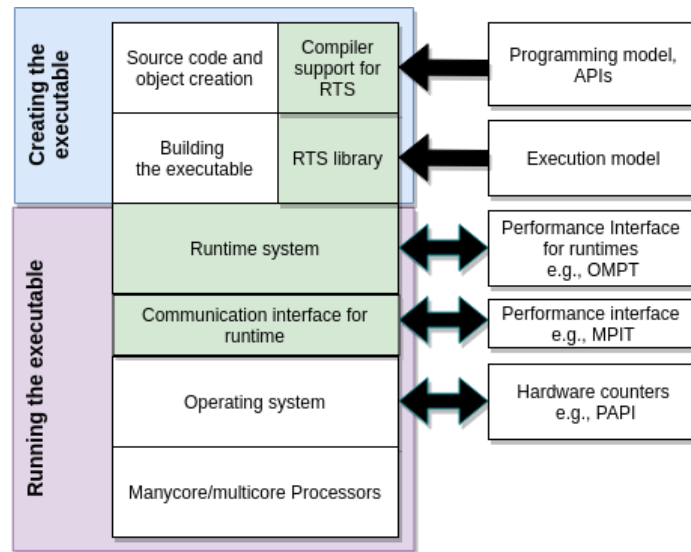 Creating the
executable
Source code and
object creation
Compiler
support for
RTS
Programming model,
APIs
Building
the executable
RTS library
Execution model
Running the executable
Runtime system
Performance Interface
for runtimes
e.g., OMPT
Communication interface for
runtime
Performance interface
e.g., MPIT
Operating system
Hardware counters
e.g., PAPI
Manycore/multicore Processors